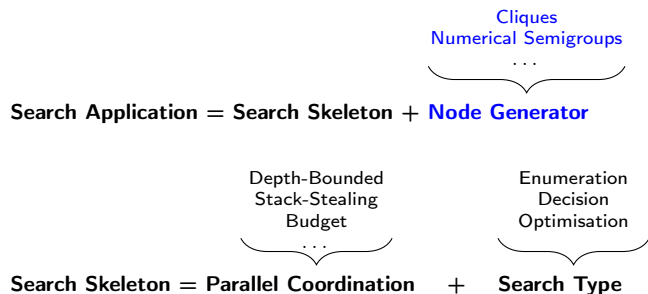 Cliques
Numerical Semigroups
...
Search Application = Search Skeleton + Node Generator
Depth-Bounded
Stack-Stealing
Budget
...
Enumeration
Decision
Optimisation
Search Skeleton = Parallel Coordination + Search Type